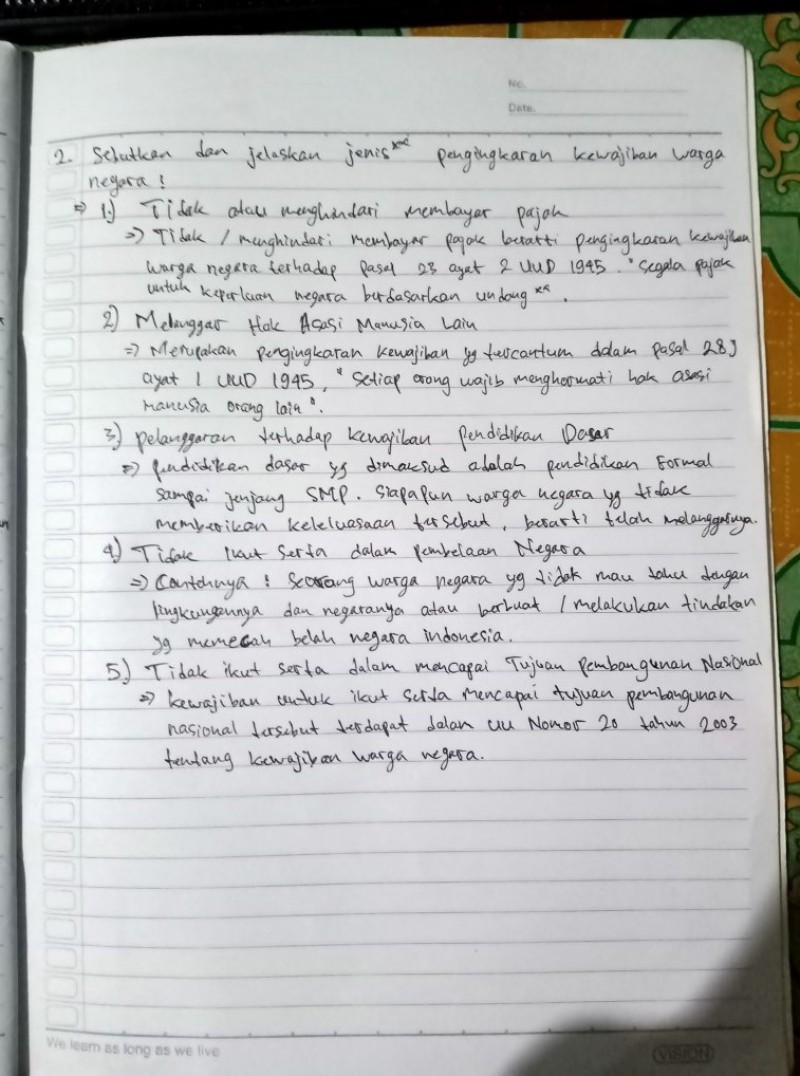 No.
Date.
2. Sebutkan dan jelaskan jenis pengingkaran kewajiban warga
negara !
⇒ 1.) Tidak atau menghindari membayar pajak
⇒ Tidak / menghindari membayar pajak berarti pengingkaran kewajiban
warga negara terhadap Pasal 23 ayat 2 UUD 1945. "Segala pajak
untuk keperluan negara berdasarkan undang xx.
2) Melanggar Hak Asasi Manusia Lain
⇒ Merupakan pengingkaran kewajiban yg tercantum dalam pasal 28J
ayat 1 UUD 1945, "Setiap orang wajib menghormati hak asasi
manusia orang lain".
3) Pelanggaran terhadap kewajiban Pendidikan Dasar
⇒ Pendidikan dasar yg dimaksud adalah pendidikan Formal
sampai jenjang SMP. Siapapun warga negara yg tidak
memberikan keleluasaan tersebut, berarti telah melanggarnya.
4) Tidak Ikut Serta dalam Pembelaan Negara
⇒ Contohnya : Seorang warga negara yg tidak mau tahu dengan
lingkungannya dan negaranya atau berbuat / melakukan tindakan
yg memecah belah negara indonesia.
5.) Tidak ikut serta dalam mencapai Tujuan Pembangunan Nasional
⇒ Kewajiban untuk ikut serta mencapai tujuan pembangunan
nasional tersebut terdapat dalam UU Nomor 20 tahun 2003
tentang kewajiban warga negara.
We learn as long as we live
VISION